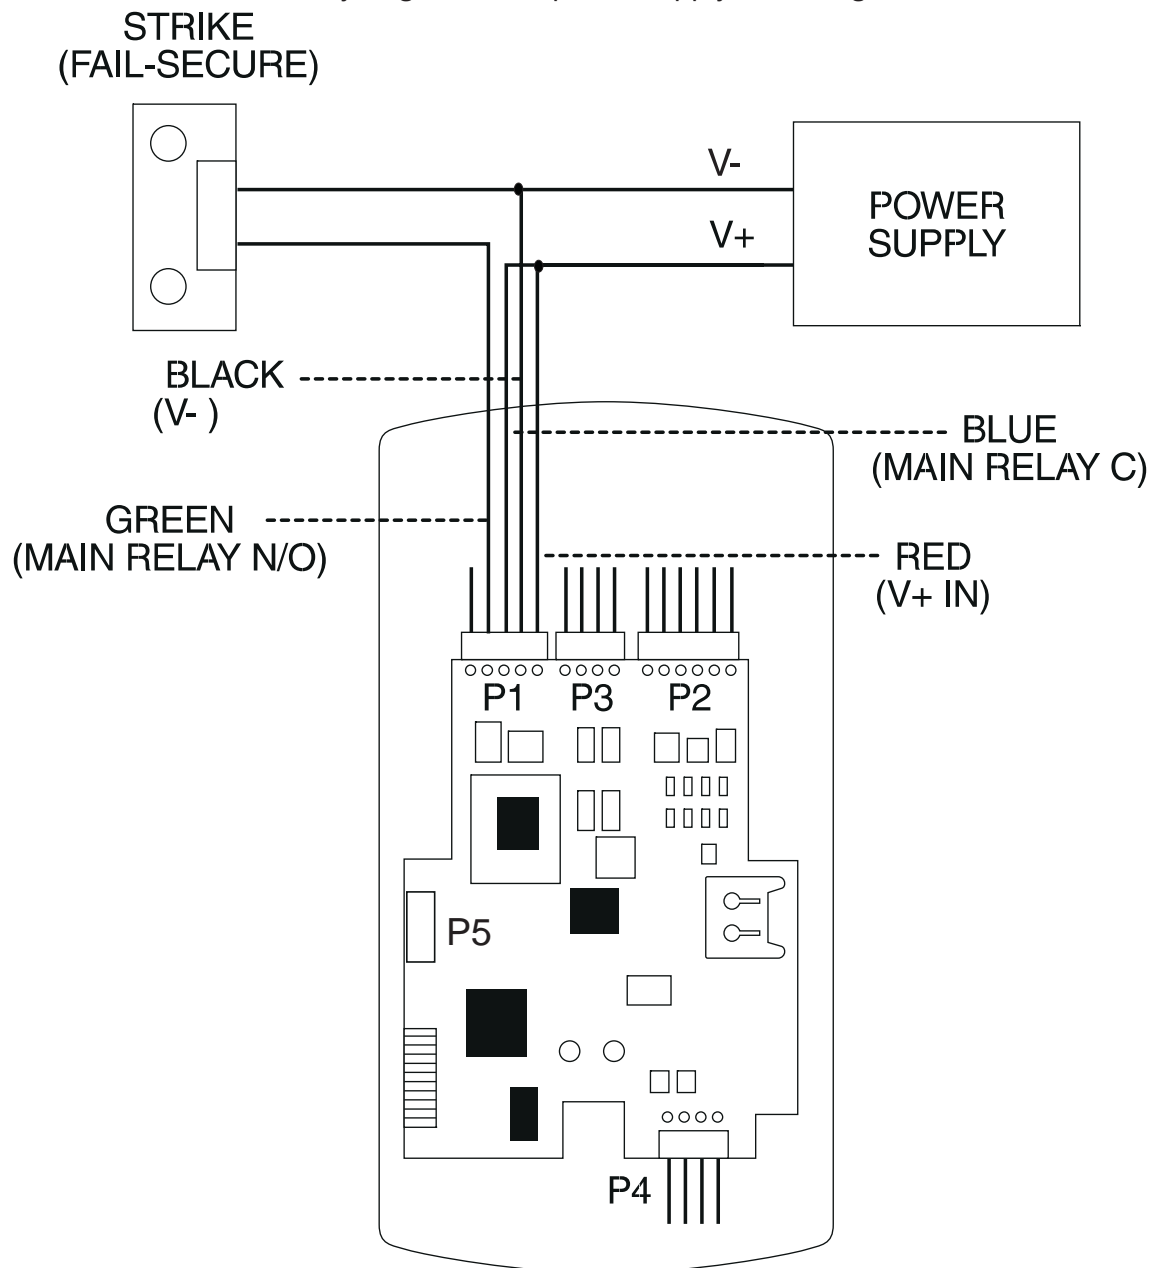 STRIKE
(FAIL-SECURE)
V-
V+
POWER
SUPPLY
BLACK
(V- )
BLUE
(MAIN RELAY C)
GREEN
(MAIN RELAY N/O)
RED
(V+ IN)
P1 P3 P2
P5
P4